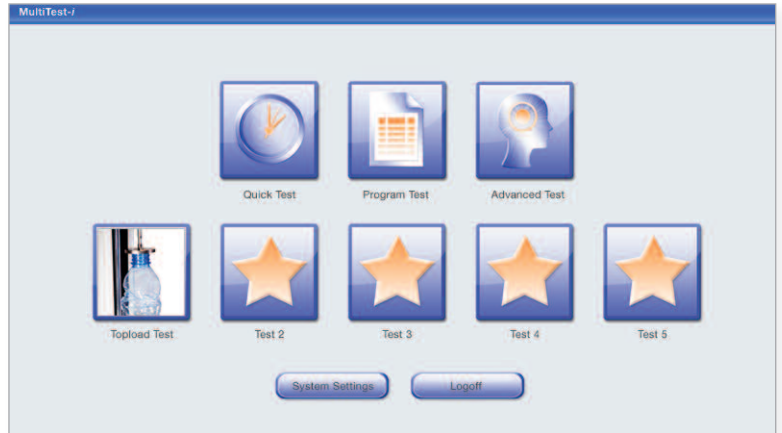 MultiTest-i
Quick Test
Program Test
Advanced Test
Topload Test
Test 2
Test 3
Test 4
Test 5
System Settings
Logoff